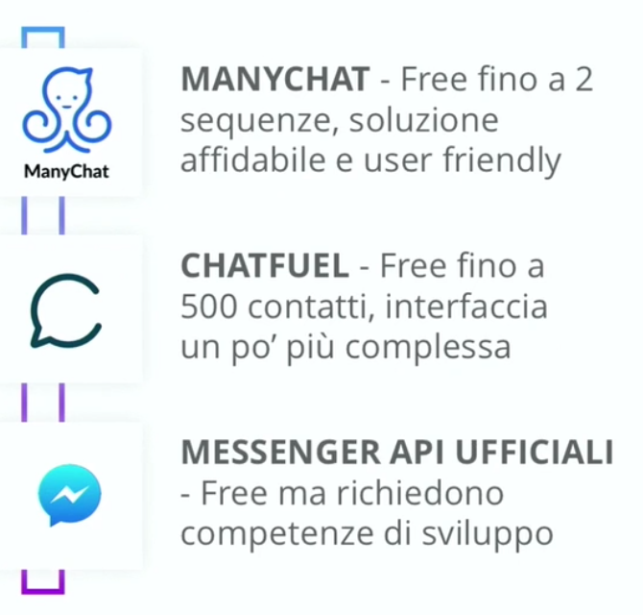 MANYCHAT - Free fino a 2
sequenze, soluzione
affidabile e user friendly
ManyChat
CHATFUEL - Free fino a
500 contatti, interfaccia
un po’ più complessa
MESSENGER API UFFICIALI
- Free ma richiedono
competenze di sviluppo